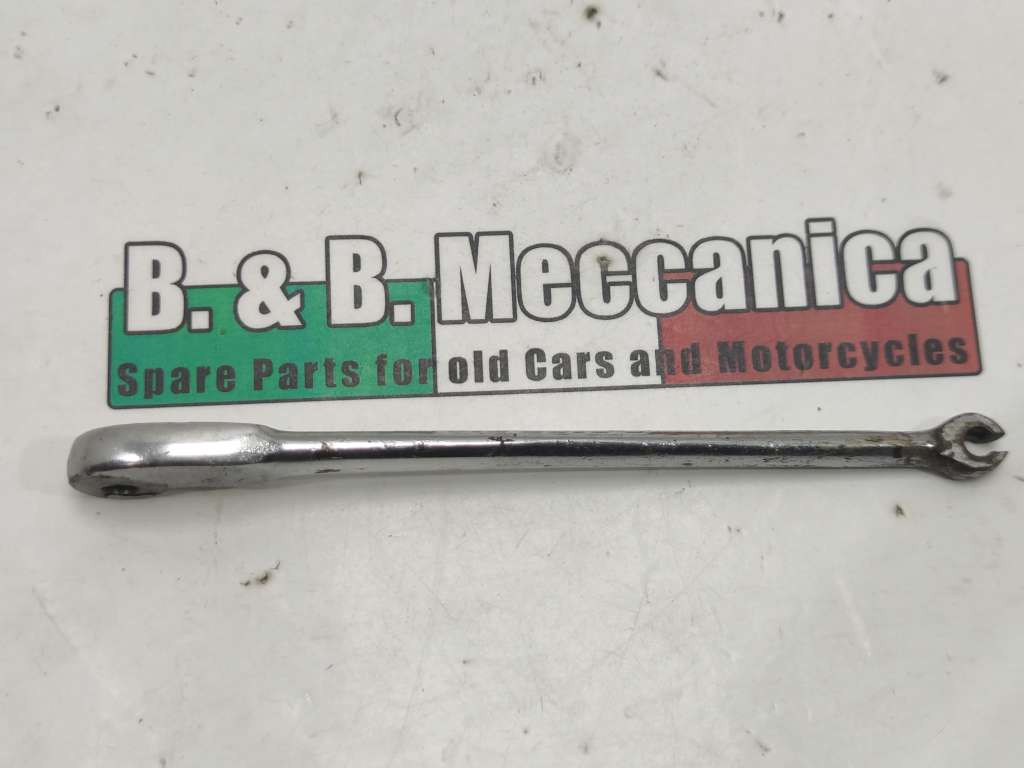 B. & B. Meccanica
Spare Parts for old Cars and Motorcycles